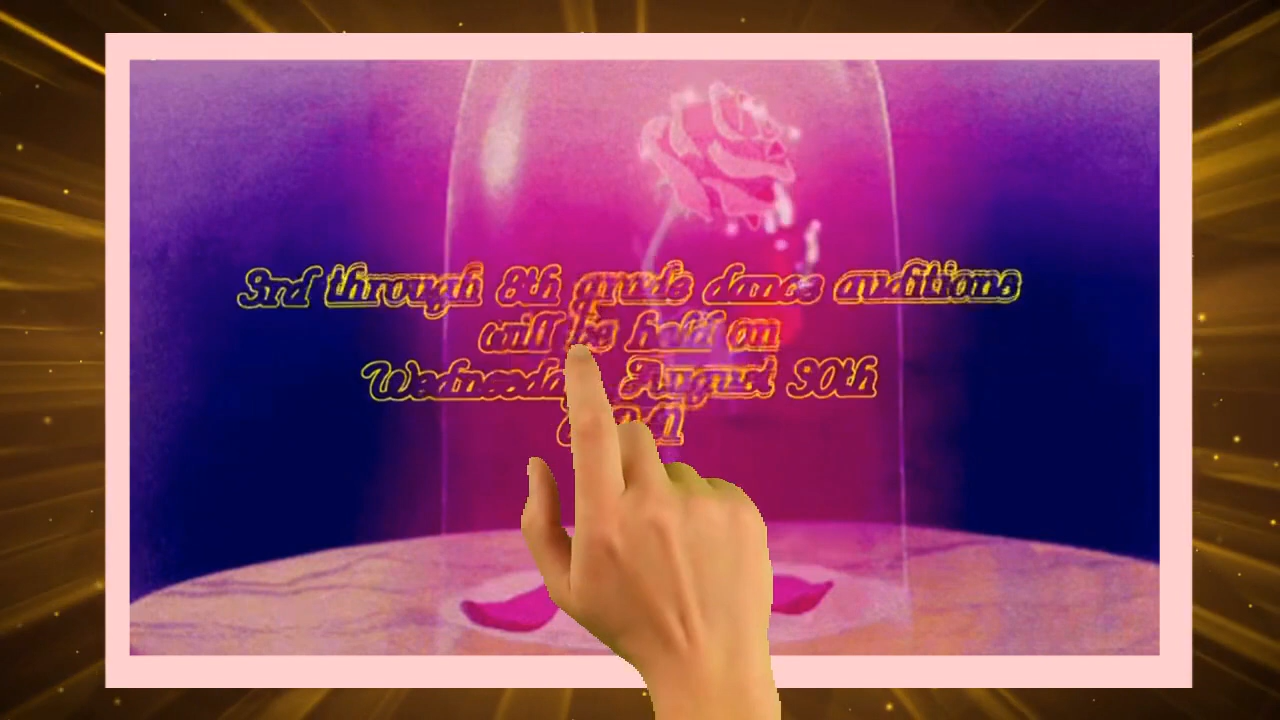 3rd through 8th grade dance auditions
will be held on
Wednesday August 30th